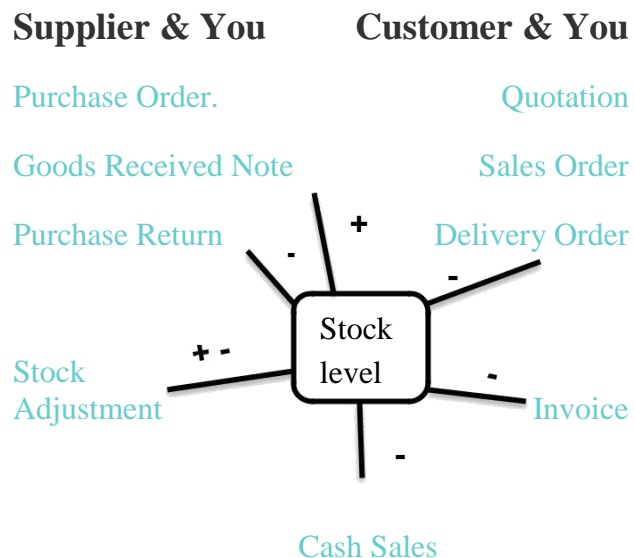 Supplier & You
Customer & You
Purchase Order.
Quotation
Goods Received Note
Sales Order
+
Purchase Return
-
Delivery Order
-
Stock
level
+ -
-
Stock
Adjustment
Invoice
-
Cash Sales